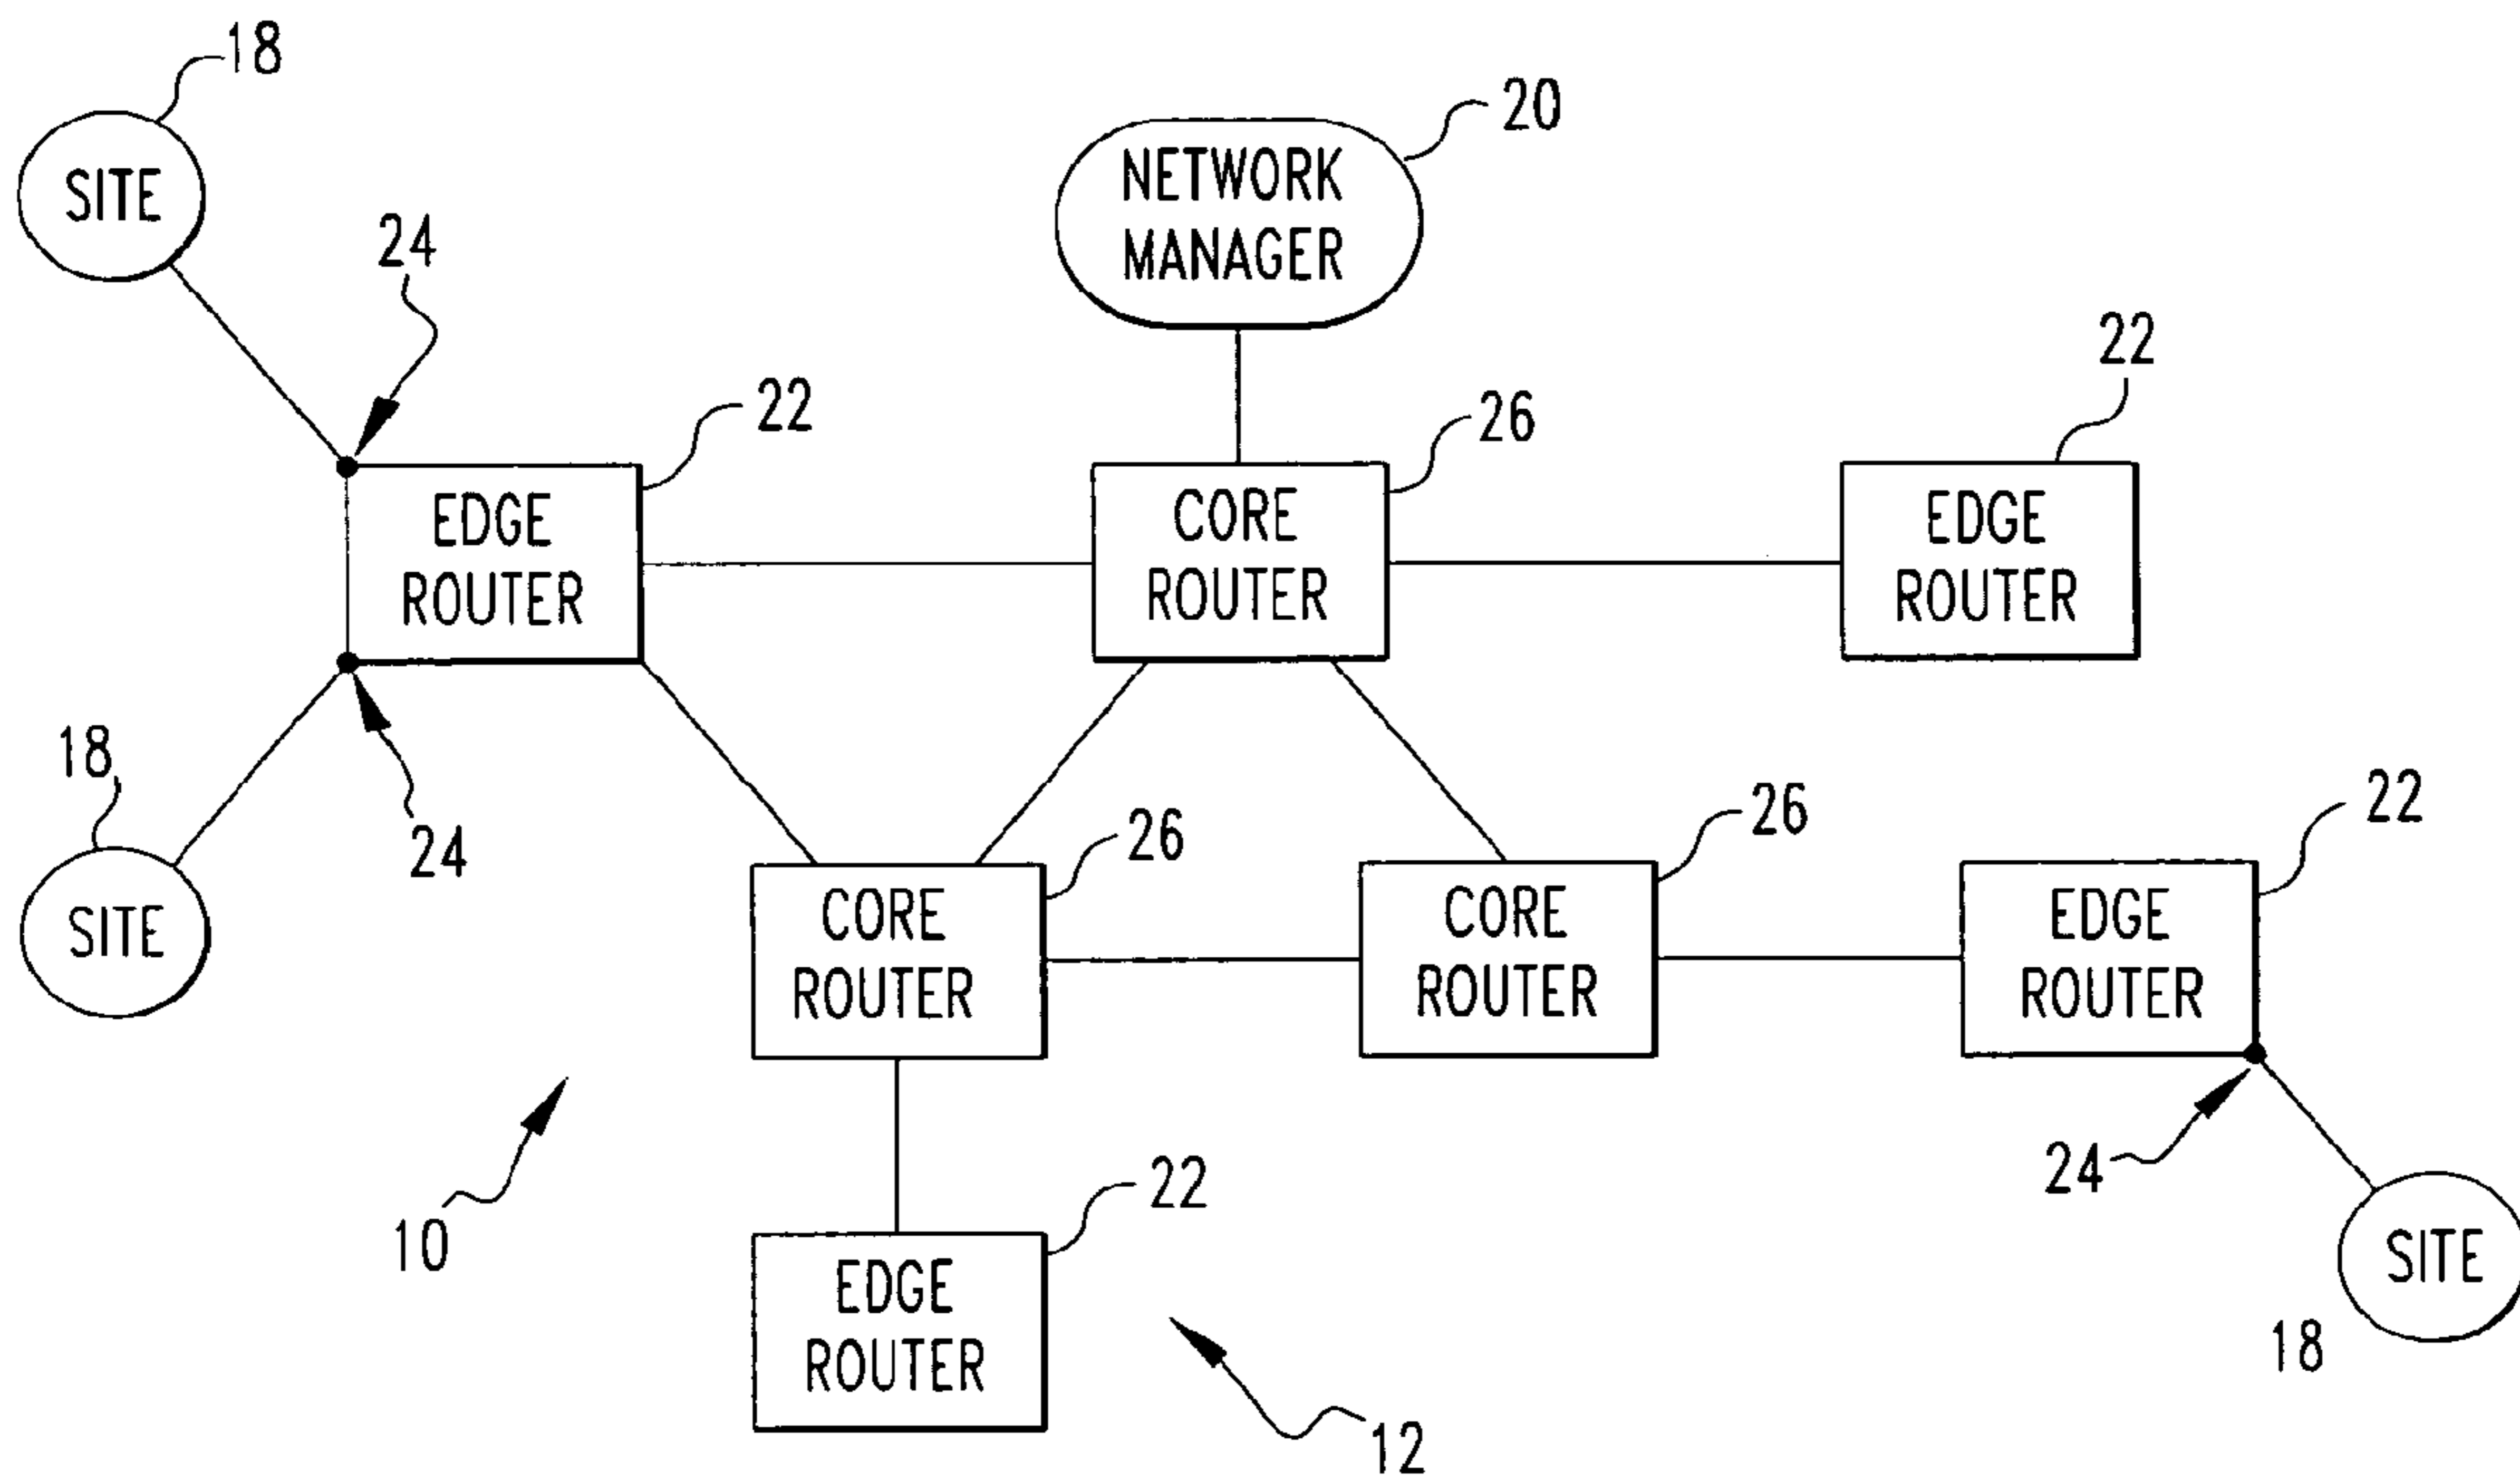 18
20
SITE
NETWORK
MANAGER
24
22
22
26
EDGE
ROUTER
CORE
ROUTER
EDGE
ROUTER
18
24
26
26
22
SITE
CORE
ROUTER
CORE
ROUTER
EDGE
ROUTER
10
22
24
EDGE
ROUTER
SITE
18
12